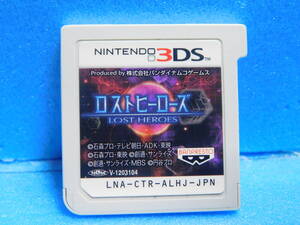 NINTENDO 3DS
Produced by 株式会社バンダイナムコゲームス
ロストヒーローズ
LOST HEROES
©石森プロ・テレビ朝日・ADK・東映
©石森プロ・東映 ©創通・サンライズ
©創通・サンライズ・MBS ©円谷プロ
V-1203104
BANPRESTO
LNA-CTR-ALHJ-JPN